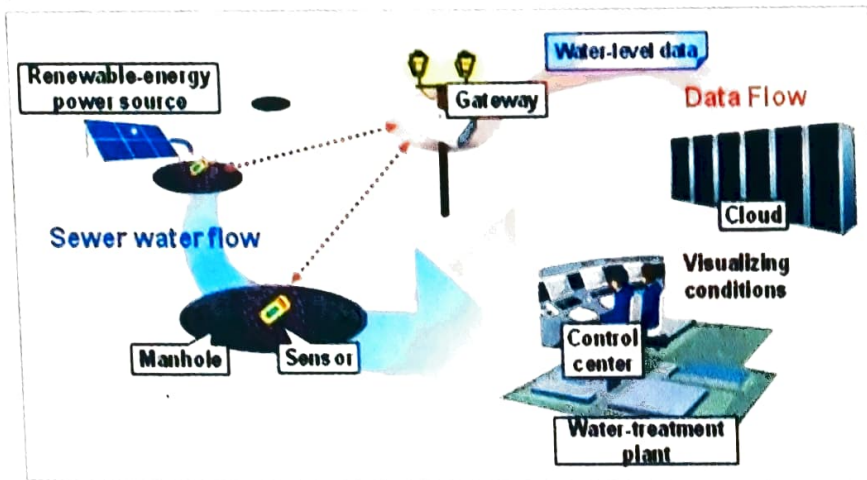 Water-level data
Renewable-energy
power source
Gateway
Data Flow
Cloud
Sewer water flow
Visualizing
conditions
Manhole
Sensor
Control
center
Water-treatment
plant